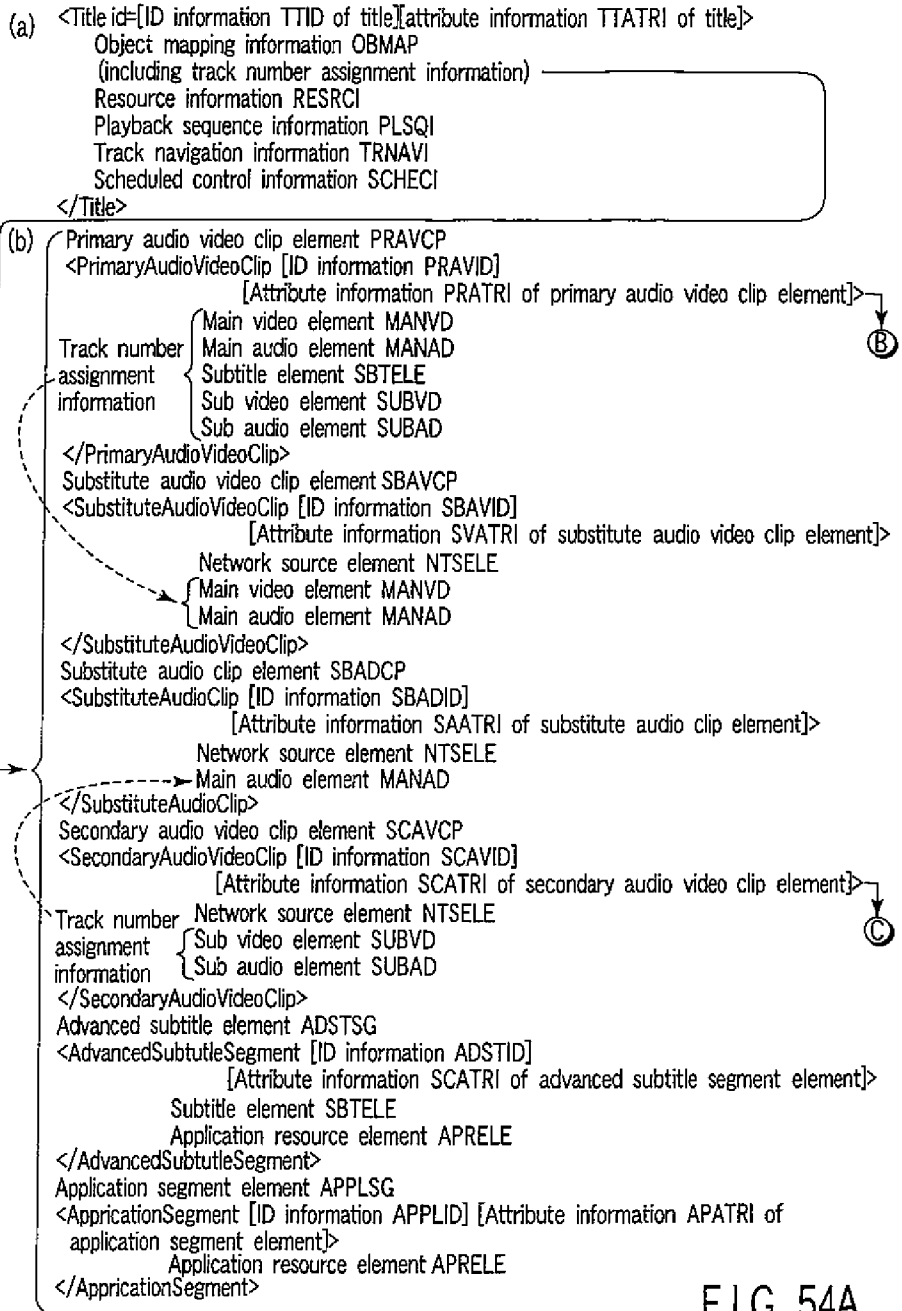 (a) <Title id=[ID information TTID of title][attribute information TTATRI of title]>
Object mapping information OBMAP
(including track number assignment information)
Resource information RESRCI
Playback sequence information PLSQI
Track navigation information TRNAVI
Scheduled control information SCHECI
</Title>
(b) Primary audio video clip element PRAVCP
<PrimaryAudioVideoClip [ID information PRAVID]
[Attribute information PRATRI of primary audio video clip element]>
B
Main video element MANVD
Track number Main audio element MANAD
assignment Subtitle element SBTELE
information Sub video element SUBVD
Sub audio element SUBAD
</PrimaryAudioVideoClip>
Substitute audio video clip element SBAVCP
<SubstituteAudioVideoClip [ID information SBAVID]
[Attribute information SVATRI of substitute audio video clip element]>
Network source element NTSELE
Main video element MANVD
Main audio element MANAD
</SubstituteAudioVideoClip>
Substitute audio clip element SBADCP
<SubstituteAudioClip [ID information SBADID]
[Attribute information SAATRI of substitute audio clip element]>
Network source element NTSELE
Main audio element MANAD
</SubstituteAudioClip>
Secondary audio video clip element SCAVCP
<SecondaryAudioVideoClip [ID information SCAVID]
[Attribute information SCATRI of secondary audio video clip element]>
C
Track number Network source element NTSELE
assignment Sub video element SUBVD
information Sub audio element SUBAD
</SecondaryAudioVideoClip>
Advanced subtitle element ADSTSG
<AdvancedSubtutleSegment [ID information ADSTID]
[Attribute information SCATRI of advanced subtitle segment element]>
Subtitle element SBTELE
Application resource element APRELE
</AdvancedSubtutleSegment>
Application segment element APPLSG
<AppricationSegment [ID information APPLID] [Attribute information APATRI of
application segment element]>
Application resource element APRELE
</AppricationSegment>
FIG. 54A